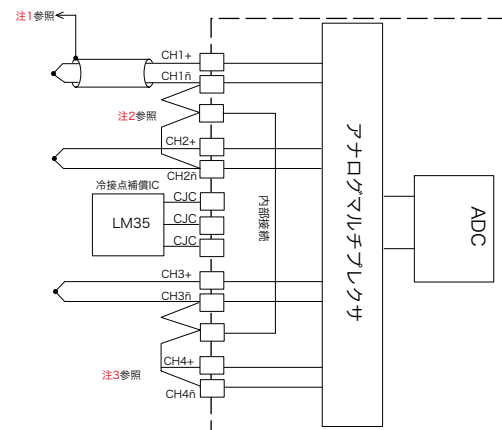 注1参照
CH1+
CH1ñ
注2参照
CH2+
CH2ñ
冷接点補償IC
LM35
CJC
CJC
CJC
内部接続
アナログマルチプレクサ
ADC
CH3+
CH3ñ
注3参照
CH4+
CH4ñ